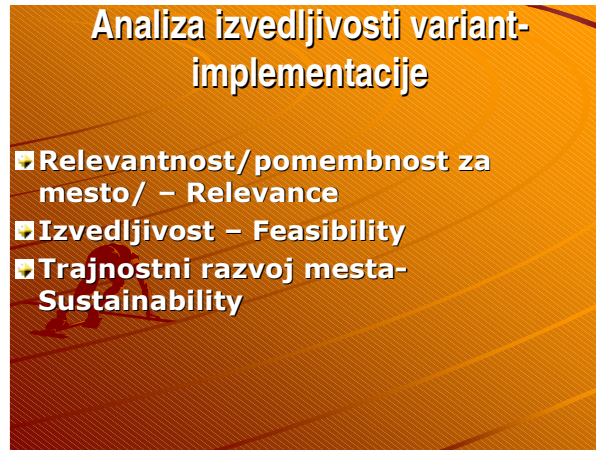 Analiza izvedljivosti variant-
implementacije
Relevantnost/pomembnost za
mesto/ – Relevance
Izvedljivost – Feasibility
Trajnostni razvoj mesta-
Sustainability